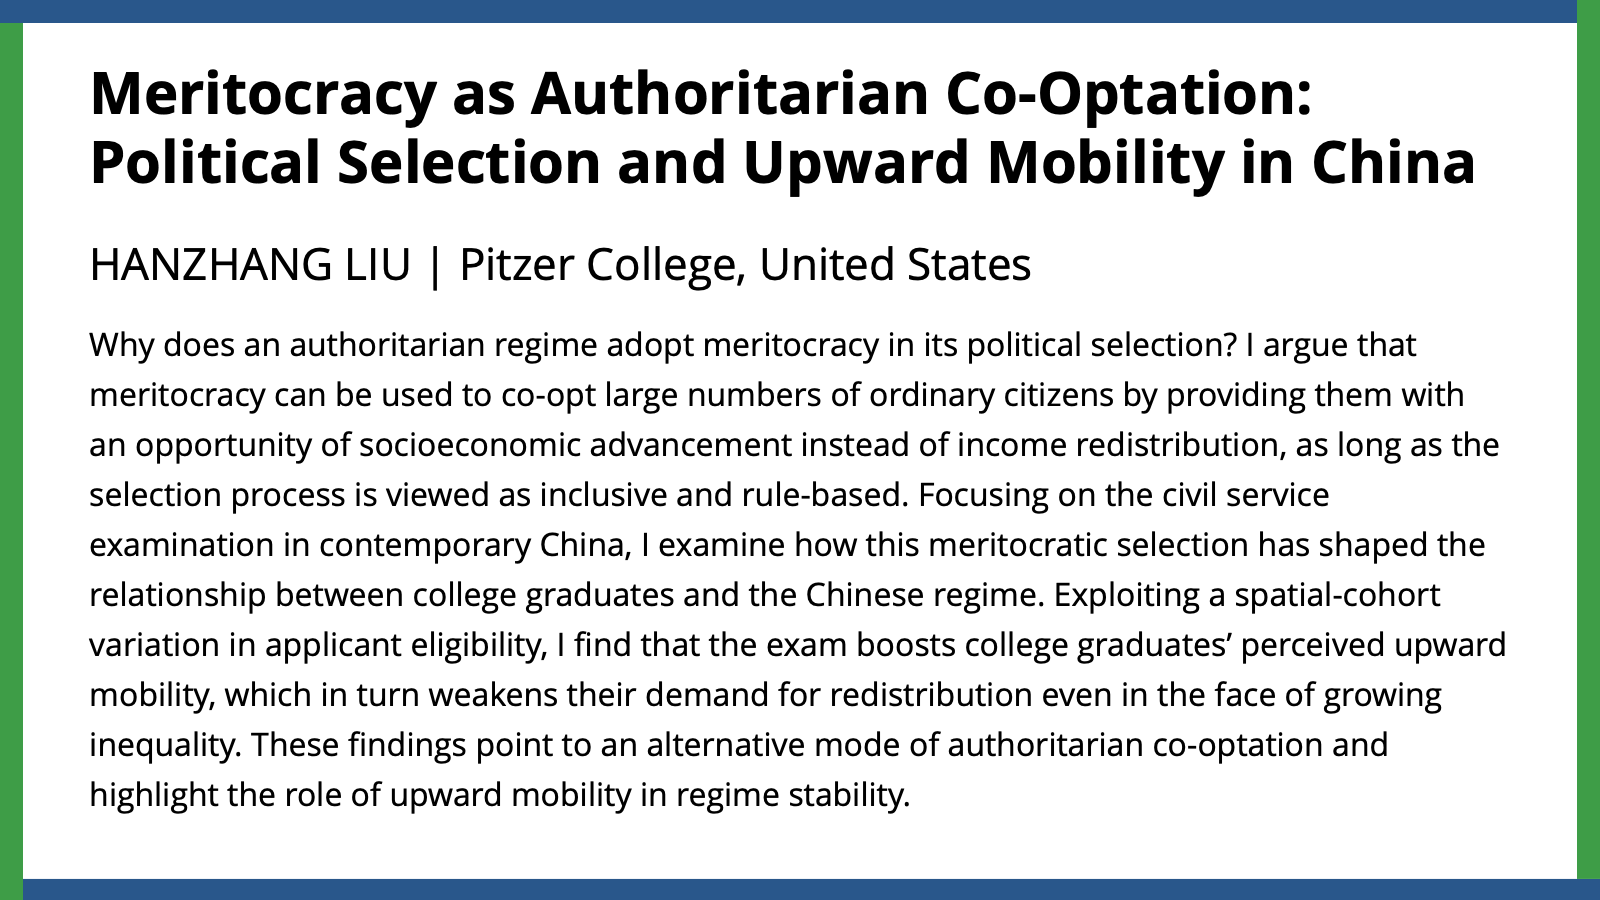 Meritocracy as Authoritarian Co-Optation:
Political Selection and Upward Mobility in China
HANZHANG LIU | Pitzer College, United States
Why does an authoritarian regime adopt meritocracy in its political selection? I argue that
meritocracy can be used to co-opt large numbers of ordinary citizens by providing them with
an opportunity of socioeconomic advancement instead of income redistribution, as long as the
selection process is viewed as inclusive and rule-based. Focusing on the civil service
examination in contemporary China, I examine how this meritocratic selection has shaped the
relationship between college graduates and the Chinese regime. Exploiting a spatial-cohort
variation in applicant eligibility, I find that the exam boosts college graduates’ perceived upward
mobility, which in turn weakens their demand for redistribution even in the face of growing
inequality. These findings point to an alternative mode of authoritarian co-optation and
highlight the role of upward mobility in regime stability.